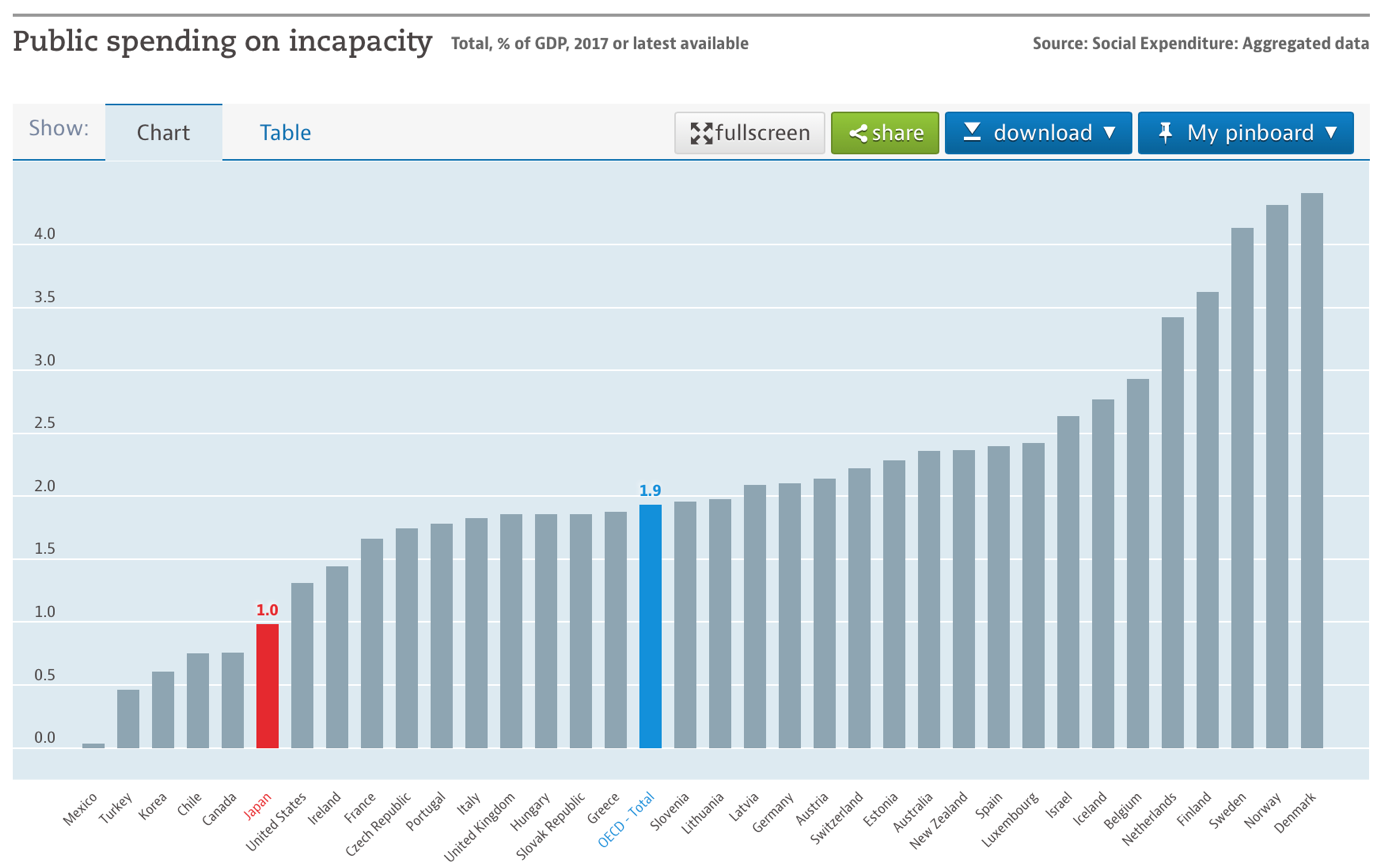 Public spending on incapacity Total, % of GDP, 2017 or latest available Source: Social Expenditure: Aggregated data
Show: Chart Table fullscreen share download ▼ My pinboard ▼
4.0
3.5
3.0
2.5
2.0
1.5
1.0
0.5
0.0
1.0
1.9
Mexico
Turkey
Korea
Chile
Canada
Japan
United States
Ireland
France
Czech Republic
Portugal
Italy
United Kingdom
Hungary
Slovak Republic
Greece
OECD - Total
Slovenia
Lithuania
Latvia
Germany
Austria
Switzerland
Estonia
Australia
New Zealand
Spain
Luxembourg
Israel
Iceland
Belgium
Netherlands
Finland
Sweden
Norway
Denmark